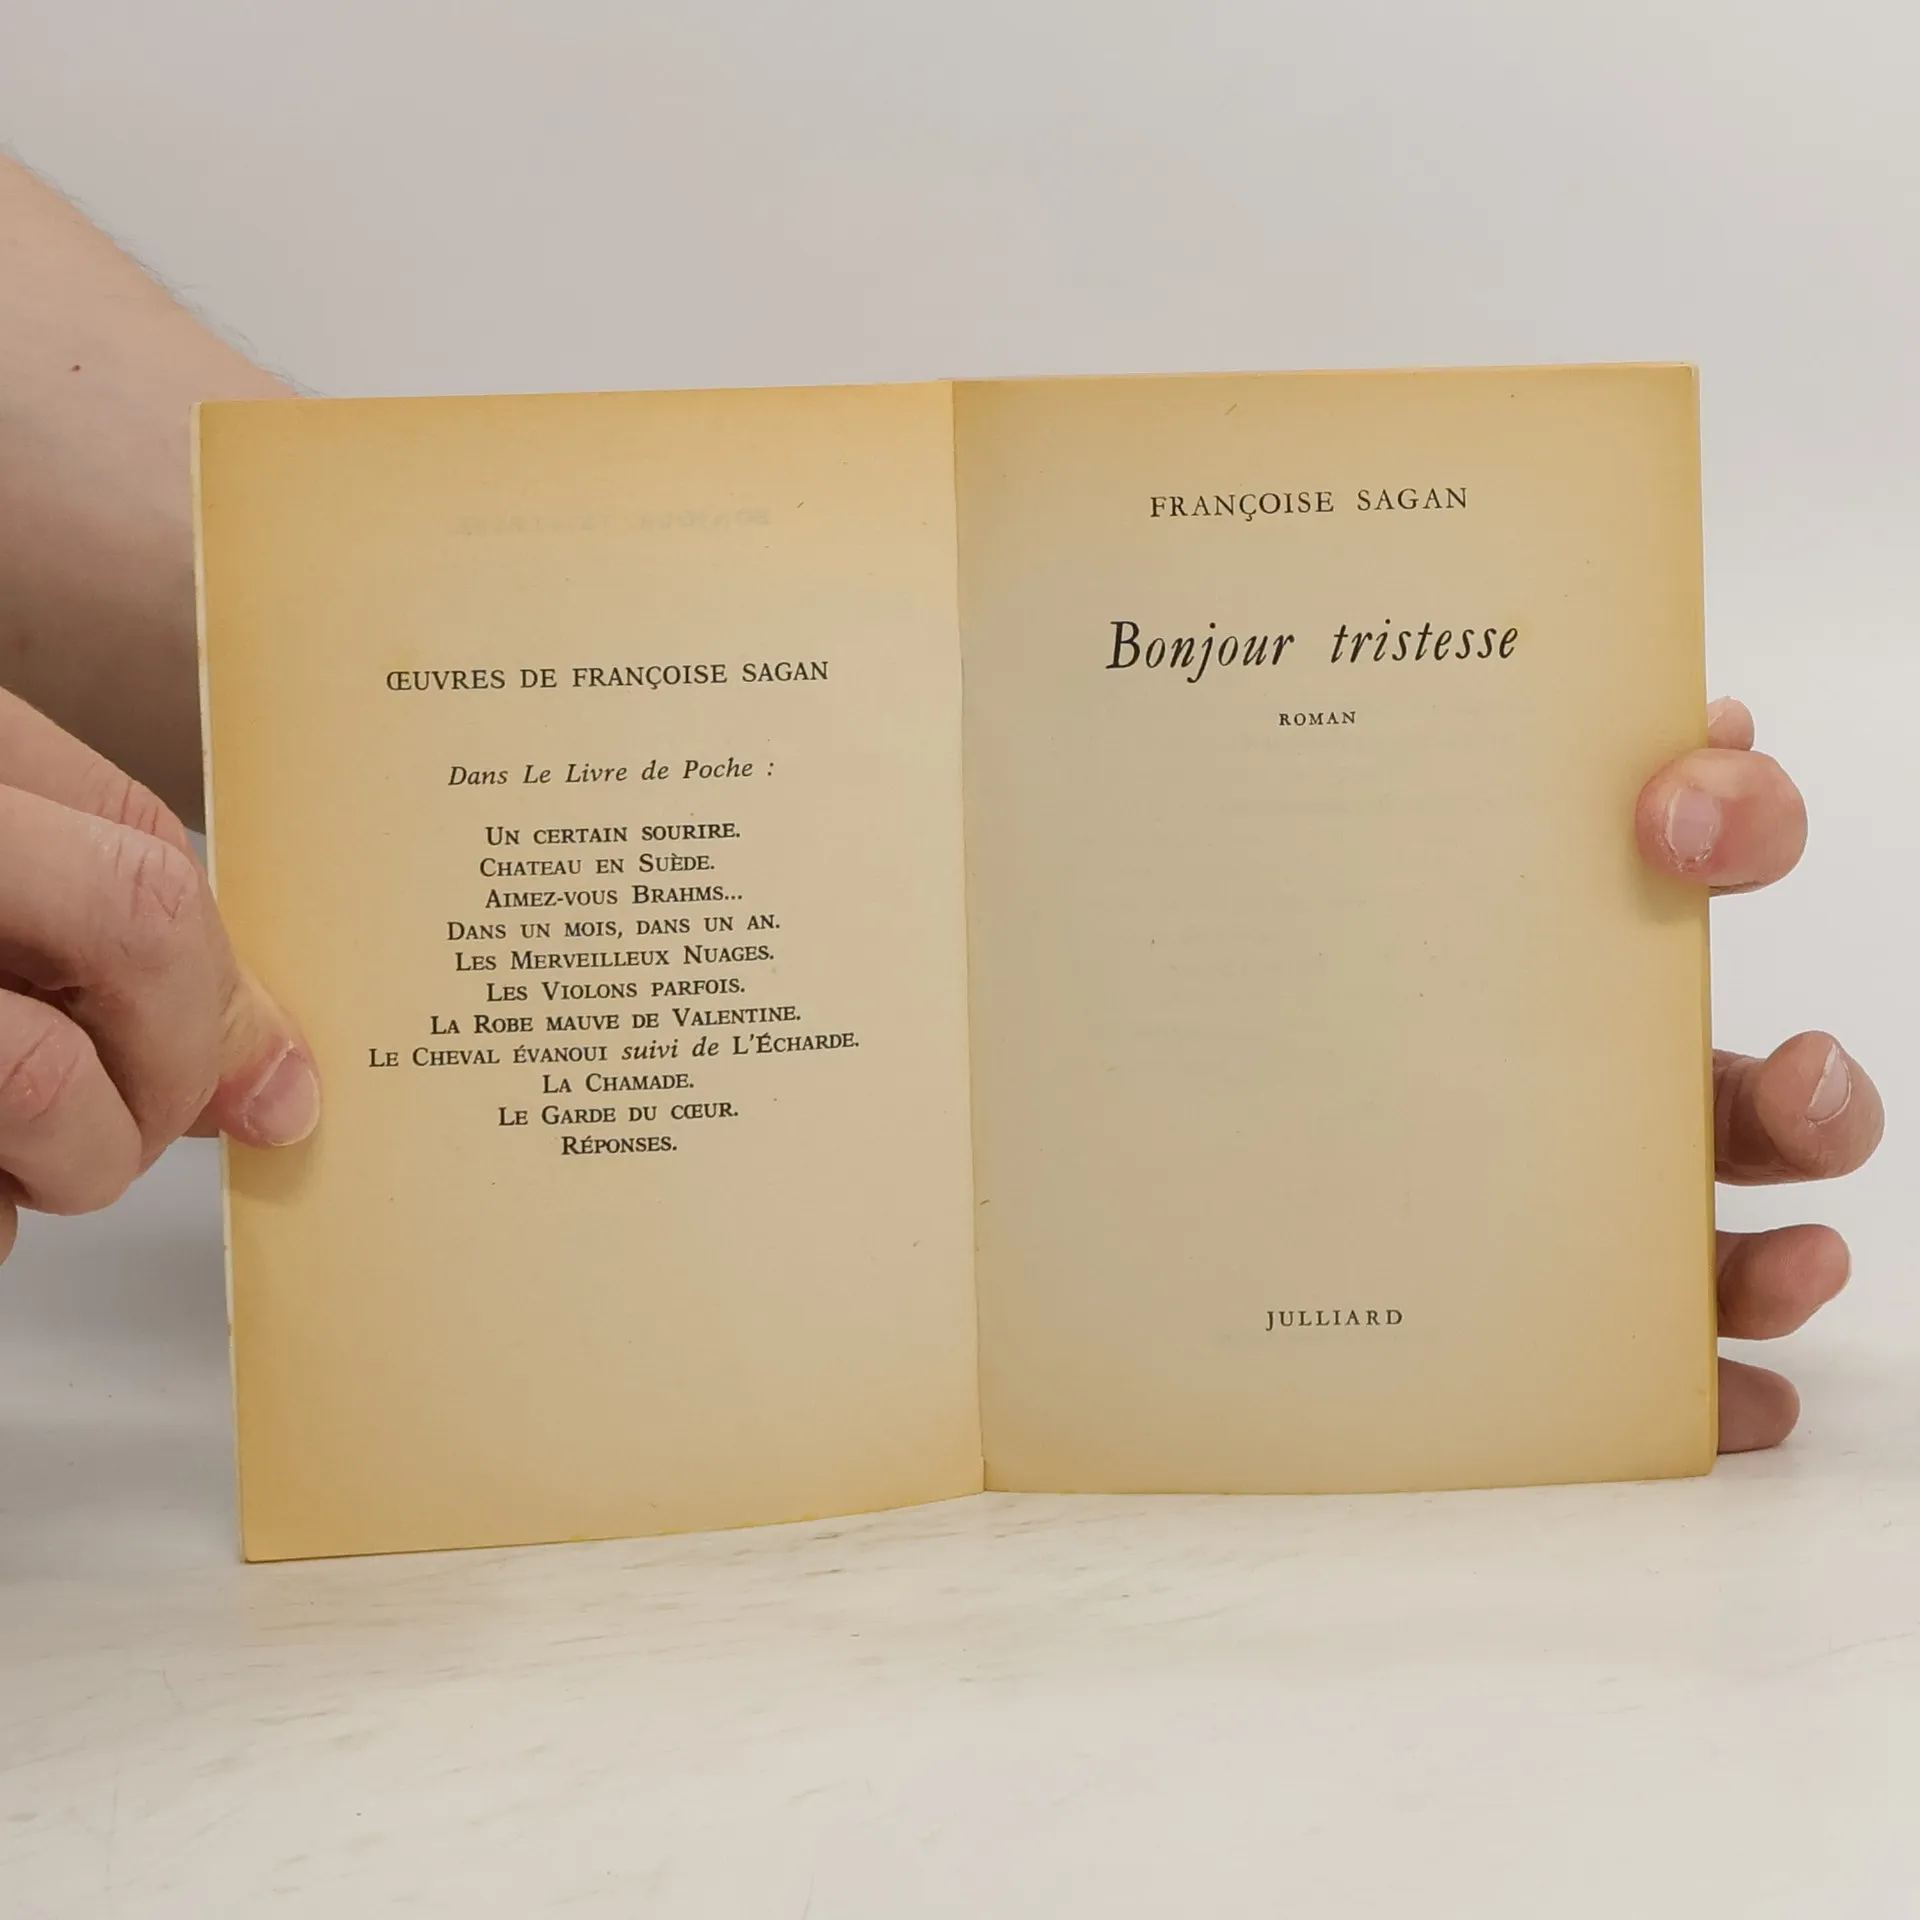 ŒUVRES DE FRANÇOISE SAGAN
Dans Le Livre de Poche :
UN CERTAIN SOURIRE.
CHATEAU EN SUÈDE.
AIMEZ-VOUS BRAHMS...
DANS UN MOIS, DANS UN AN.
LES MERVEILLEUX NUAGES.
LES VIOLONS PARFOIS.
LA ROBE MAUVE DE VALENTINE.
LE CHEVAL ÉVANOUI suivi de L'ÉCHARDE.
LA CHAMADE.
LE GARDE DU CŒUR.
RÉPONSES.
FRANÇOISE SAGAN
Bonjour tristesse
ROMAN
JULLIARD